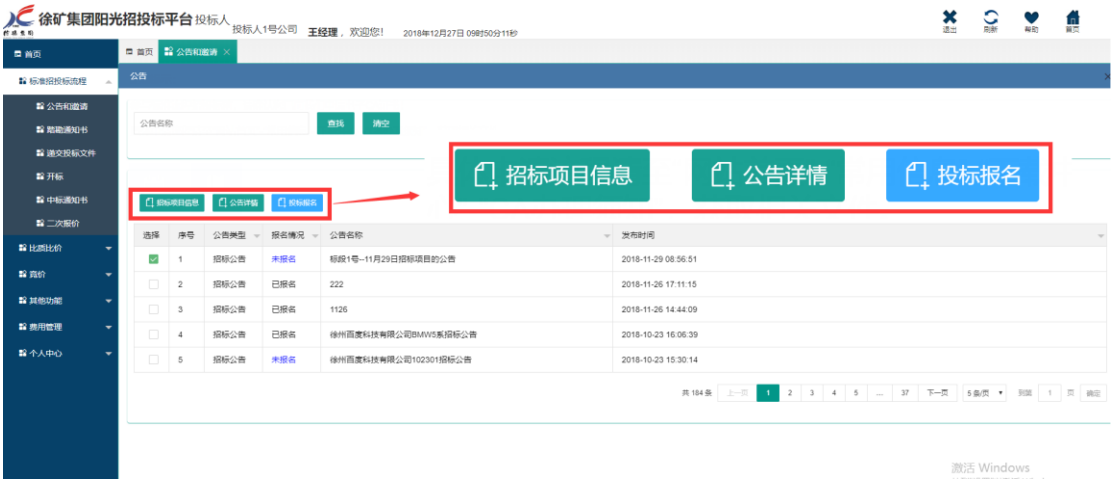 徐矿集团阳光招投标平台 投标人 投标人1号公司 王经理，欢迎您! 2018年12月27日 09时50分11秒
退出 刷新 帮助 首页
首页
首页 公告和邀请 ×
标准招投标流程
公告
公告和邀请
踏勘通知书
递交投标文件
开标
中标通知书
二次报价
比质比价
竞价
其他功能
费用管理
个人中心
公告名称 查找 清空
招标项目信息 公告详情 投标报名
招标项目信息 公告详情 投标报名
选择 序号 公告类型 报名情况 公告名称 发布时间
1 招标公告 未报名 标段1号--11月29日招标项目的公告 2018-11-29 08:56:51
2 招标公告 已报名 222 2018-11-26 17:11:15
3 招标公告 已报名 1126 2018-11-26 14:44:09
4 招标公告 已报名 徐州百度科技有限公司BMW5系招标公告 2018-10-23 16:06:39
5 招标公告 未报名 徐州百度科技有限公司102301招标公告 2018-10-23 15:30:14
共 184 条 上一页 1 2 3 4 5 ... 37 下一页 5 条/页 到第 1 页 确定
激活 Windows